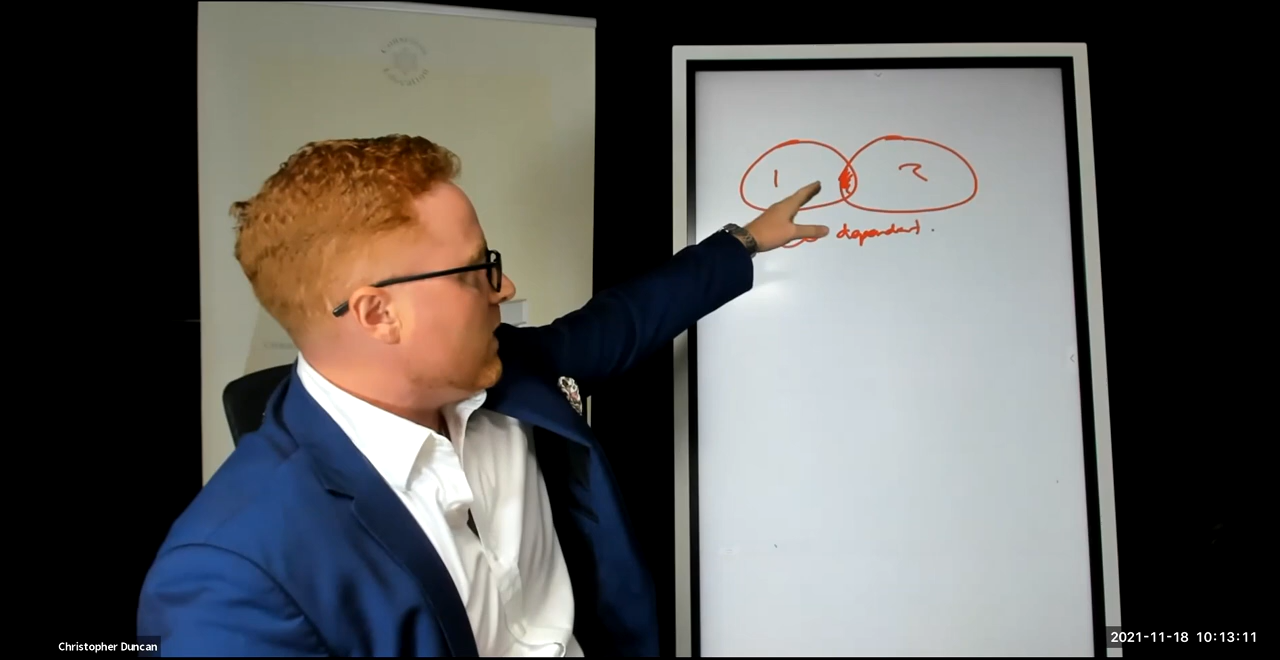 1
2
dependant.
Christopher Duncan
2021-11-18 10:13:11